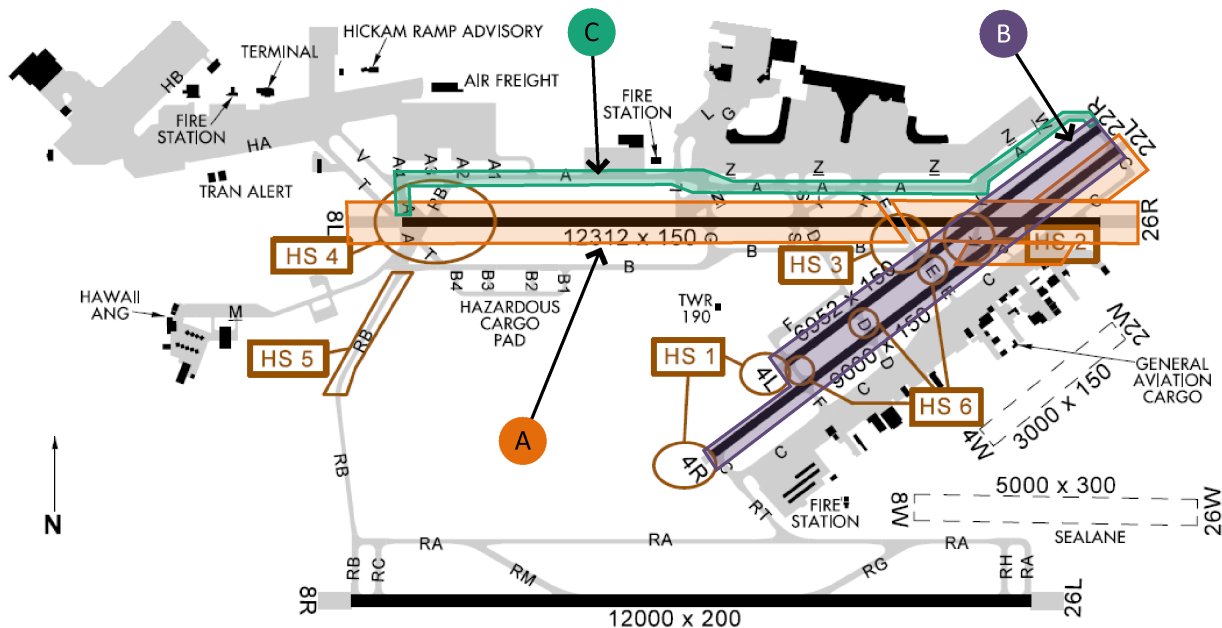 C
B
HICKAM RAMP ADVISORY
TERMINAL
AIR FREIGHT
HB
FIRE
STATION
FIRE
STATION
L
G
HA
V
T
TRAN ALERT
A4
A3
A2
A1
RB
A
Z
Z
Z
Z
M
A
A
A
A
22R
22L
C
8L
12312 x 150
26R
HS 4
A
A
T
G
S
D
B
B
HS 3
HS 2
B4
B3
B2
B1
B
HAZARDOUS
CARGO
PAD
TWR
190
HAWAII
ANG
M
HS 5
RB
HS 1
4L
F
6952 x 150
9000 x 150
E
E
D
D
C
C
F
HS 6
22W
4W
3000 x 150
GENERAL
AVIATION
CARGO
A
4R
C
C
N
RB
RT
FIRE
STATION
5000 x 300
8W
26W
SEALANE
RA
RA
RA
RB
RC
RM
RG
RH
RA
8R
26L
12000 x 200